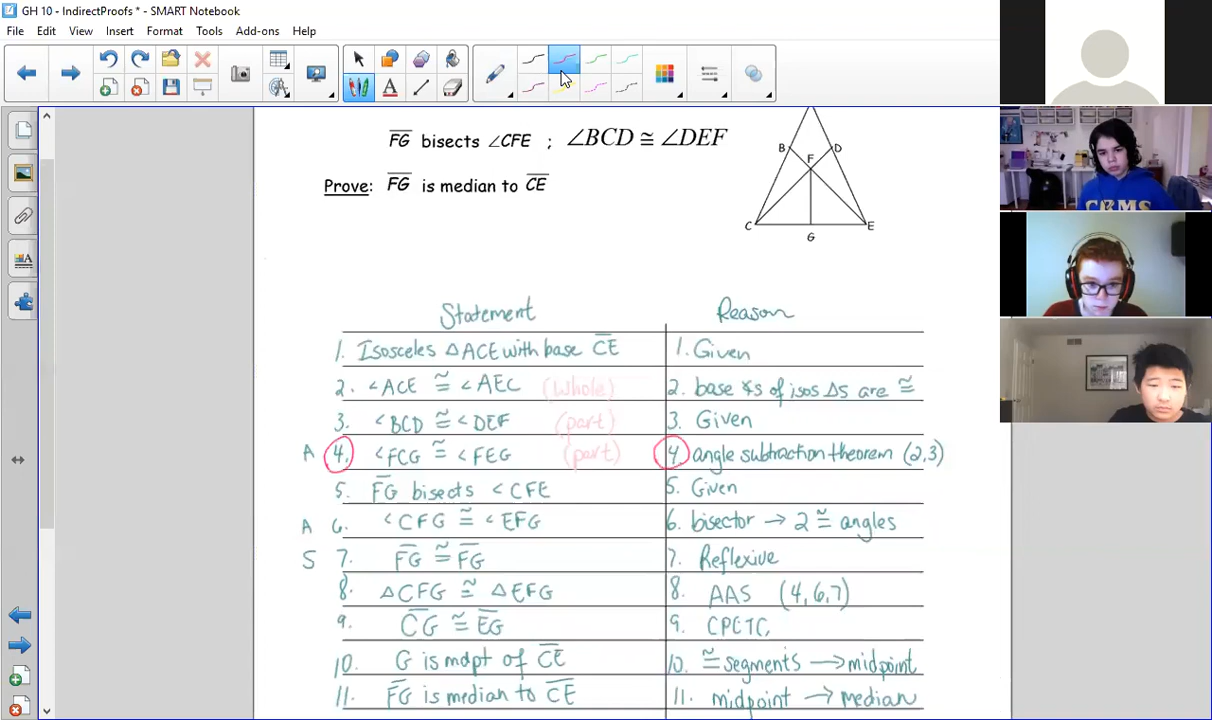 GH 10 - IndirectProofs * - SMART Notebook
File Edit View Insert Format Tools Add-ons Help
FG bisects ∠CFE ; ∠BCD ≅ ∠DEF
Prove: FG is median to CE
B F D
C G E
CRMS
Statement Reason
1. Isosceles △ACE with base CE 1. Given
2. ∠ACE ≅ ∠AEC (whole) 2. base ∠s of isos △s are ≅
3. ∠BCD ≅ ∠DEF (part) 3. Given
A 4. ∠FCG ≅ ∠FEG (part) 4. angle subtraction theorem (2,3)
5. FG bisects ∠CFE 5. Given
A 6. ∠CFG ≅ ∠EFG 6. bisector → 2 ≅ angles
S 7. FG ≅ FG 7. Reflexive
8. △CFG ≅ △EFG 8. AAS (4,6,7)
9. CG ≅ EG 9. CPCTC
10. G is mdpt of CE 10. ≅ segments → midpoint
11. FG is median to CE 11. midpoint → median